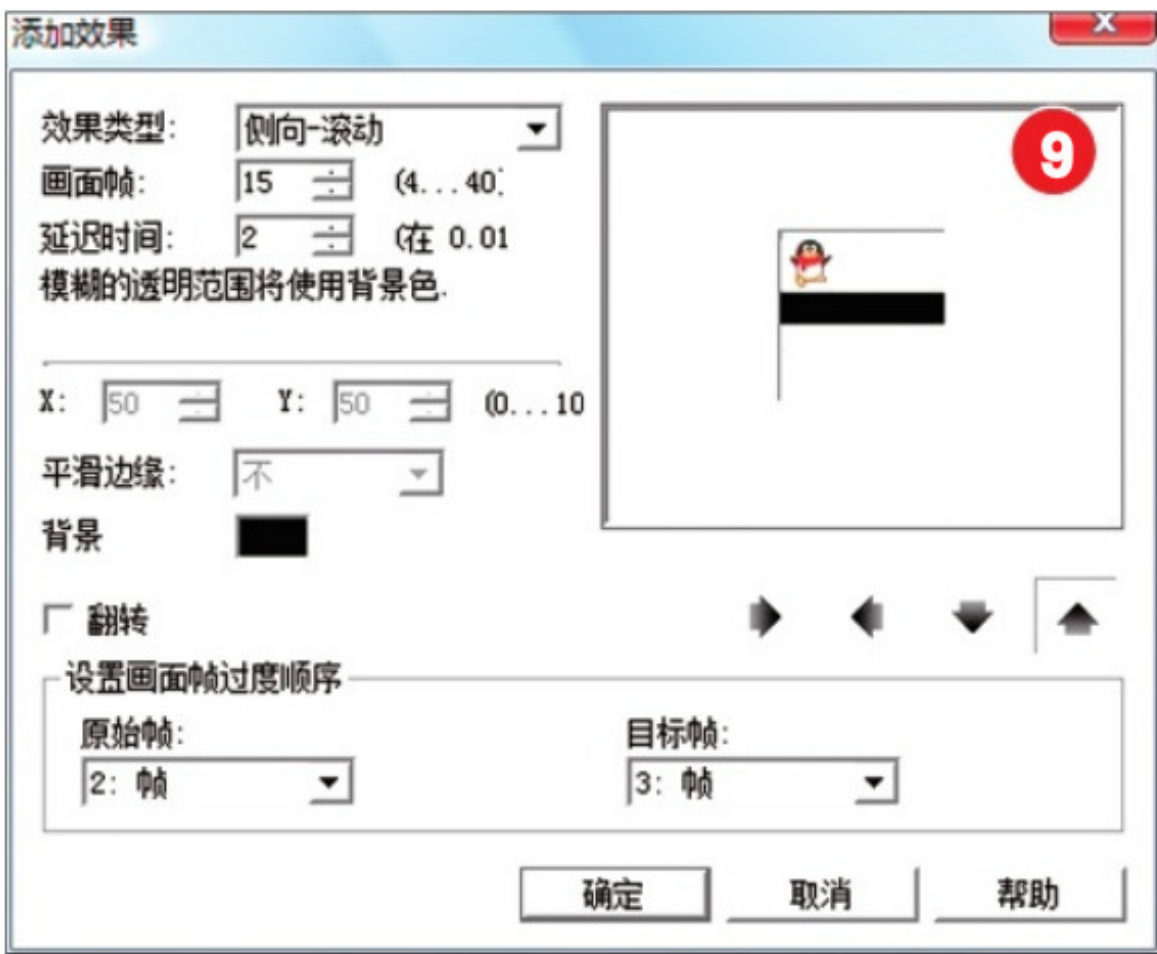 添加效果
X
9
效果类型: 侧向-滚动
画面帧: 15 (4...40)
延迟时间: 2 (在 0.01
模糊的透明范围将使用背景色.
X: 50 Y: 50 (0...10
平滑边缘: 不
背景
翻转
设置画面帧过度顺序
原始帧: 目标帧:
2: 帧 3: 帧
确定 取消 帮助